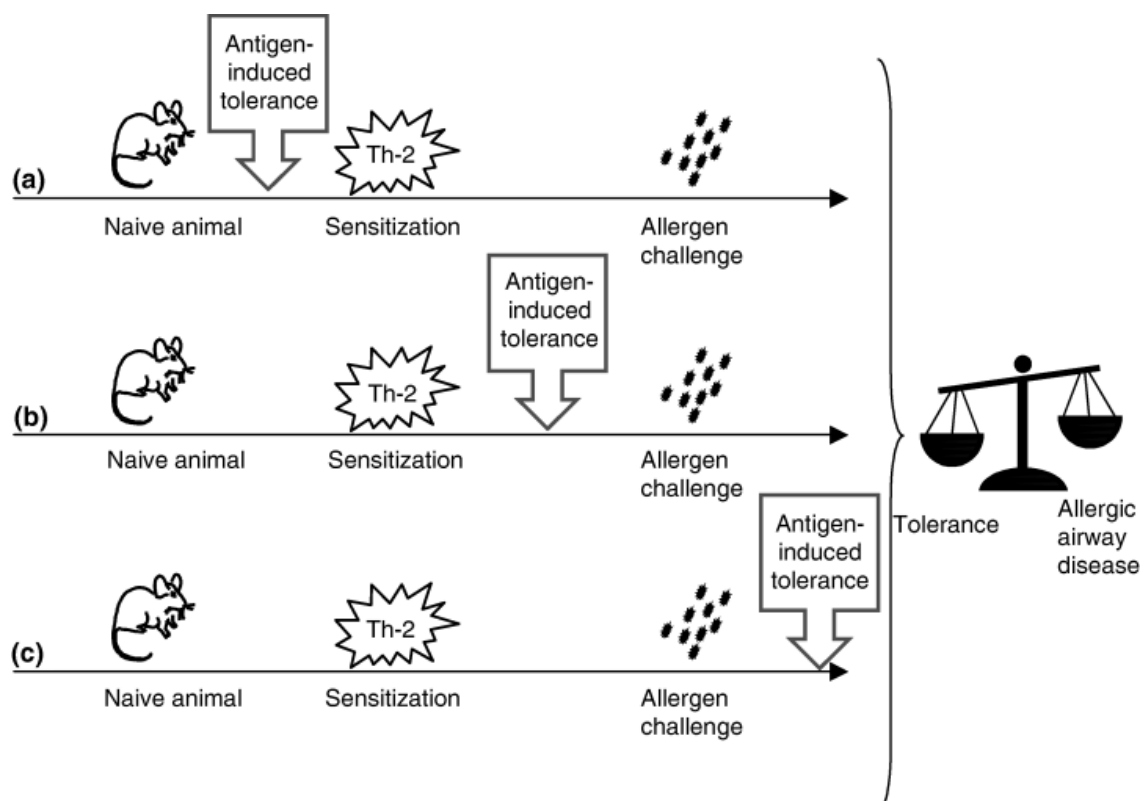 Antigen-
induced
tolerance
Th-2
(a)
Naive animal
Sensitization
Allergen
challenge
Antigen-
induced
tolerance
Th-2
(b)
Naive animal
Sensitization
Allergen
challenge
Antigen-
induced
tolerance
Th-2
(c)
Naive animal
Sensitization
Allergen
challenge
Tolerance
Allergic
airway
disease